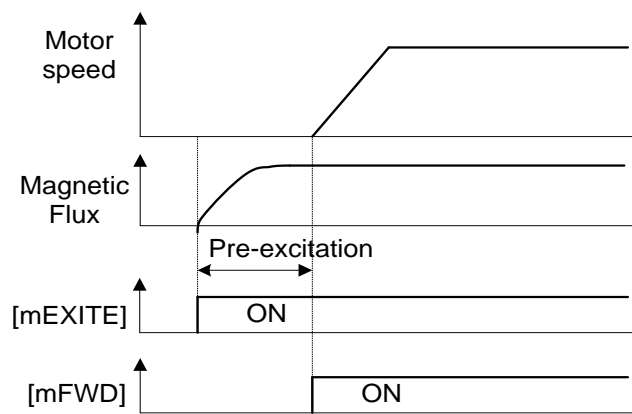 Motor
speed
Magnetic
Flux
Pre-excitation
[mEXITE]
ON
[mFWD]
ON